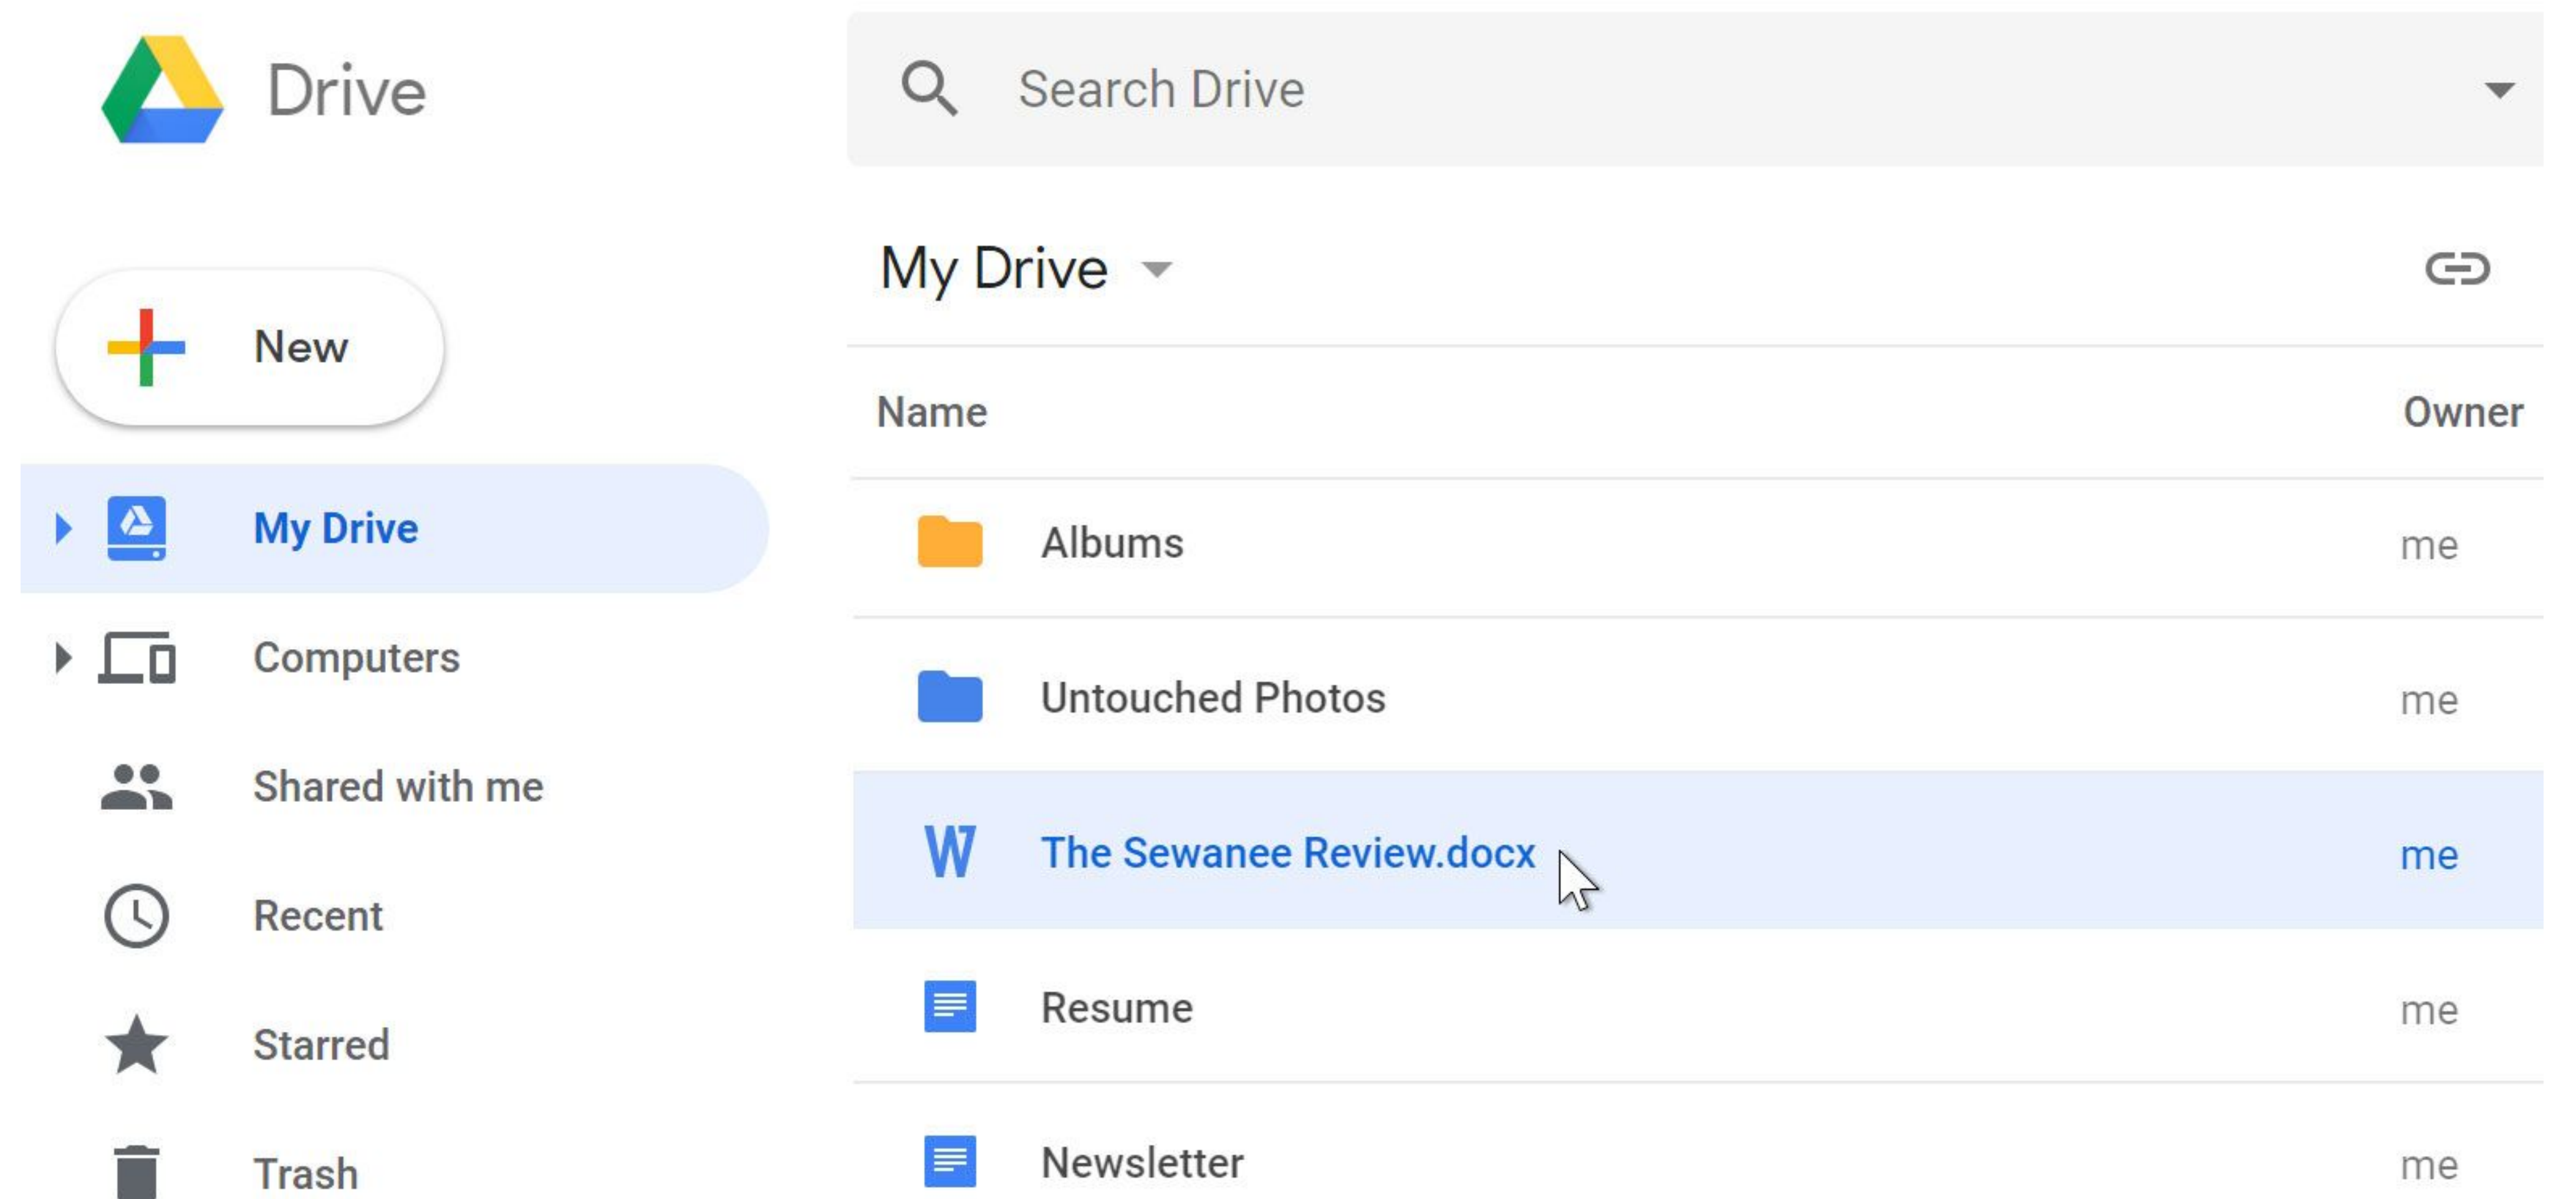 Drive
Search Drive
New
My Drive
Computers
Shared with me
Recent
Starred
Trash
My Drive
Name Owner
Albums me
Untouched Photos me
W The Sewanee Review.docx me
Resume me
Newsletter me